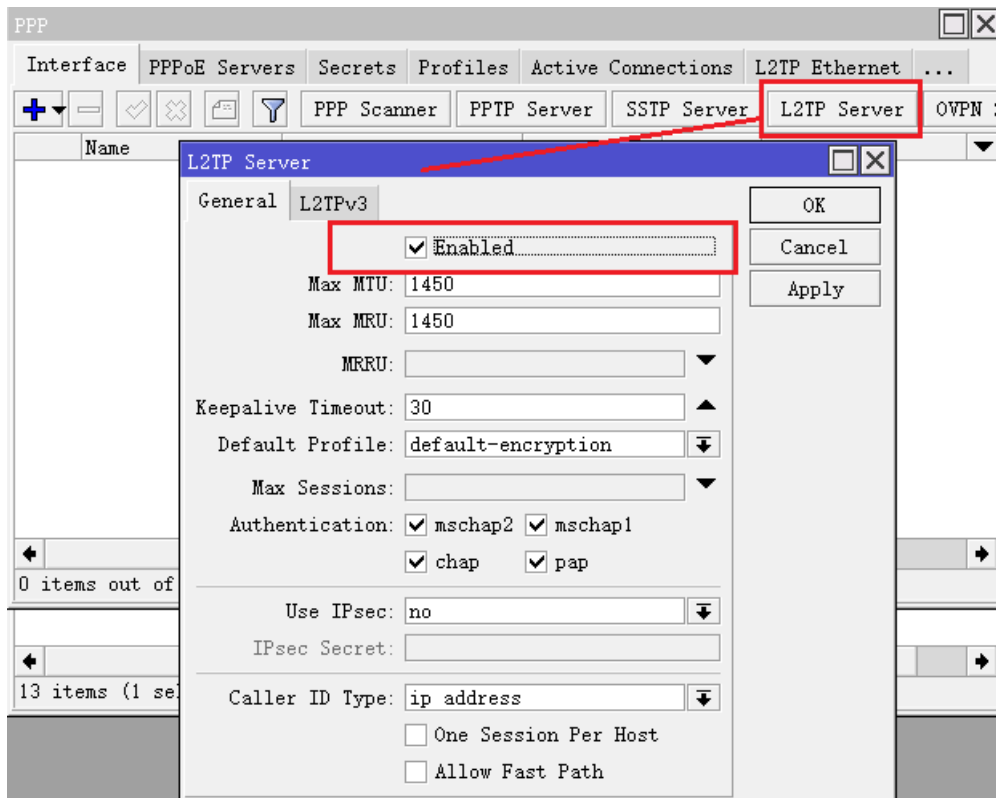 PPP
Interface PPPoE Servers Secrets Profiles Active Connections L2TP Ethernet ...
PPP Scanner PPTP Server SSTP Server L2TP Server OVPN
Name
L2TP Server
General L2TPv3
OK
Enabled
Cancel
Max MTU: 1450
Apply
Max MRU: 1450
MRRU:
Keepalive Timeout: 30
Default Profile: default-encryption
Max Sessions:
Authentication: mschap2 mschap1
chap pap
0 items out of
Use IPsec: no
IPsec Secret:
13 items (1 sel
Caller ID Type: ip address
One Session Per Host
Allow Fast Path